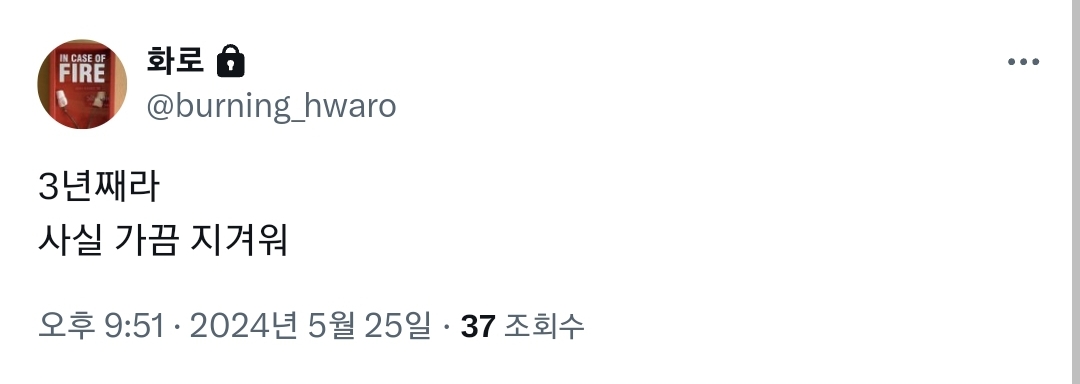 IN CASE OF
FIRE
화로
@burning_hwaro
3년째라
사실 가끔 지겨워
오후 9:51 · 2024년 5월 25일 · 37 조회수